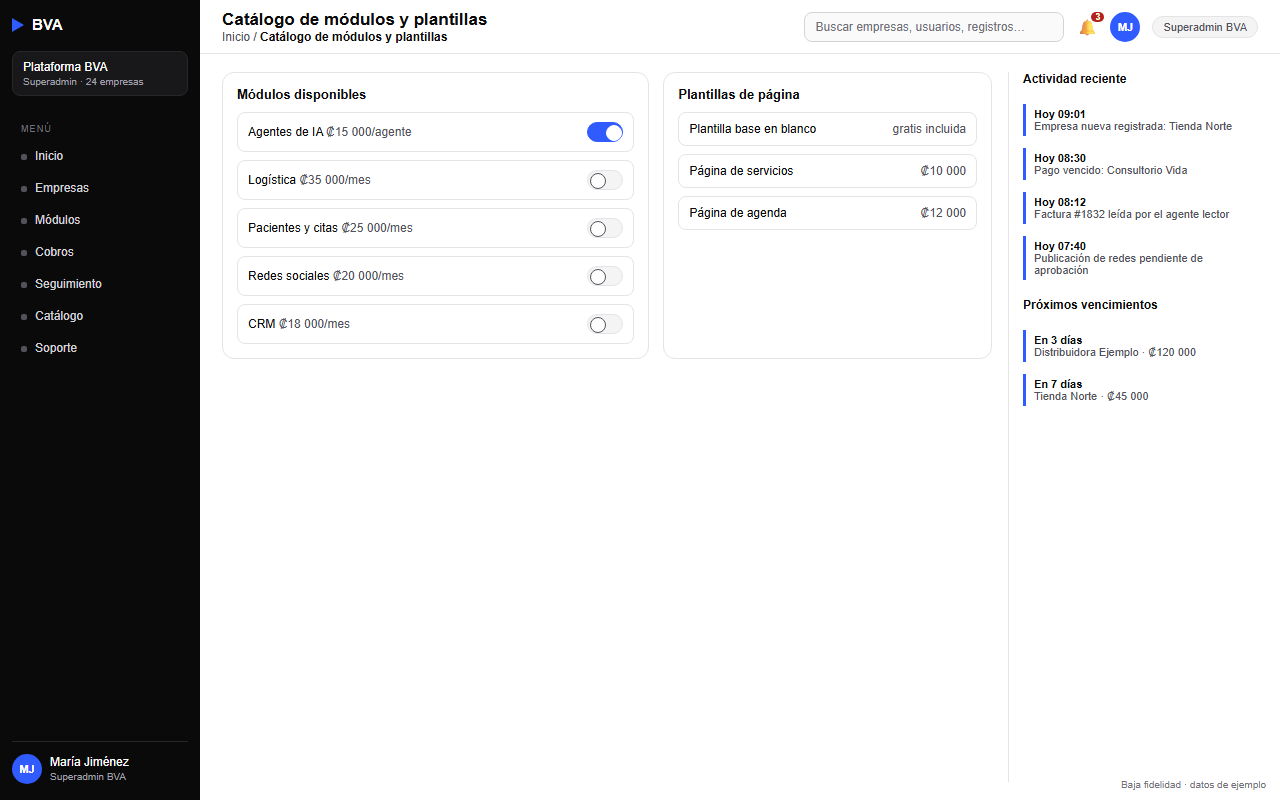 BVA
Plataforma BVA
Superadmin · 24 empresas
MENÚ
Inicio
Empresas
Módulos
Cobros
Seguimiento
Catálogo
Soporte
MJ
María Jiménez
Superadmin BVA
Catálogo de módulos y plantillas
Inicio / Catálogo de módulos y plantillas
Buscar empresas, usuarios, registros…
3
MJ
Superadmin BVA
Módulos disponibles
Agentes de IA ₡15 000/agente
Logística ₡35 000/mes
Pacientes y citas ₡25 000/mes
Redes sociales ₡20 000/mes
CRM ₡18 000/mes
Plantillas de página
Plantilla base en blanco gratis incluida
Página de servicios ₡10 000
Página de agenda ₡12 000
Actividad reciente
Hoy 09:01
Empresa nueva registrada: Tienda Norte
Hoy 08:30
Pago vencido: Consultorio Vida
Hoy 08:12
Factura #1832 leída por el agente lector
Hoy 07:40
Publicación de redes pendiente de
aprobación
Próximos vencimientos
En 3 días
Distribuidora Ejemplo · ₡120 000
En 7 días
Tienda Norte · ₡45 000
Baja fidelidad · datos de ejemplo